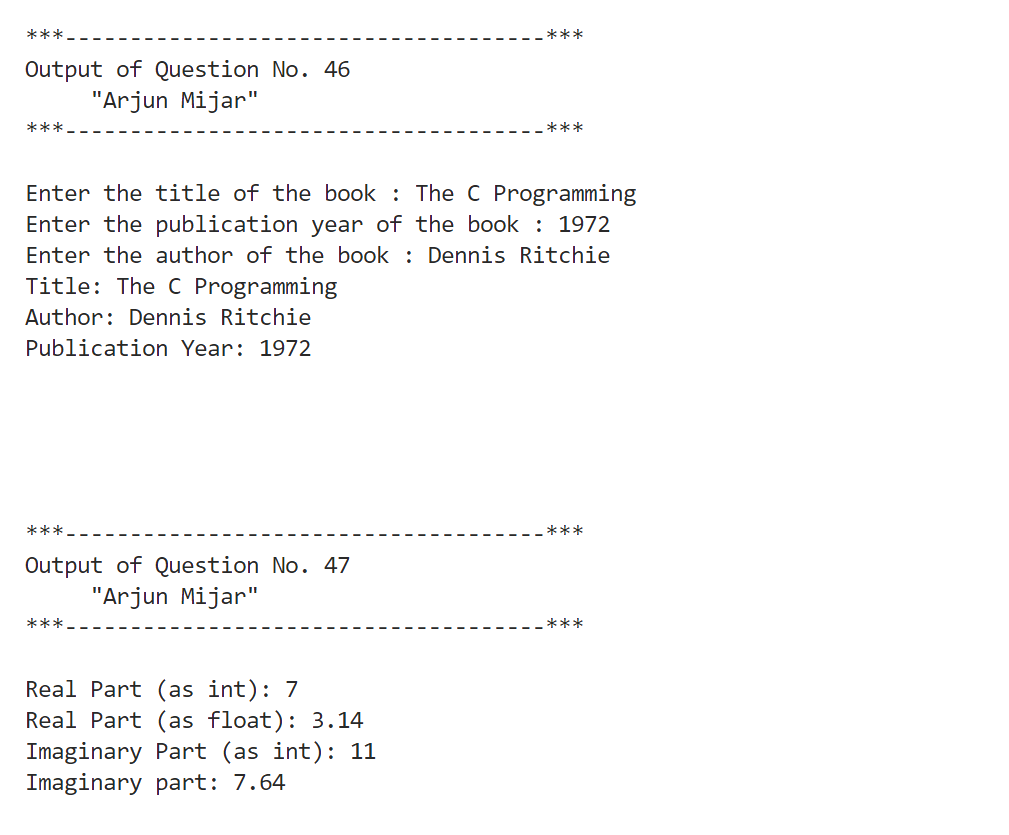 ***-------------------------------------***
Output of Question No. 46
"Arjun Mijar"
***-------------------------------------***
Enter the title of the book : The C Programming
Enter the publication year of the book : 1972
Enter the author of the book : Dennis Ritchie
Title: The C Programming
Author: Dennis Ritchie
Publication Year: 1972
***-------------------------------------***
Output of Question No. 47
"Arjun Mijar"
***-------------------------------------***
Real Part (as int): 7
Real Part (as float): 3.14
Imaginary Part (as int): 11
Imaginary part: 7.64